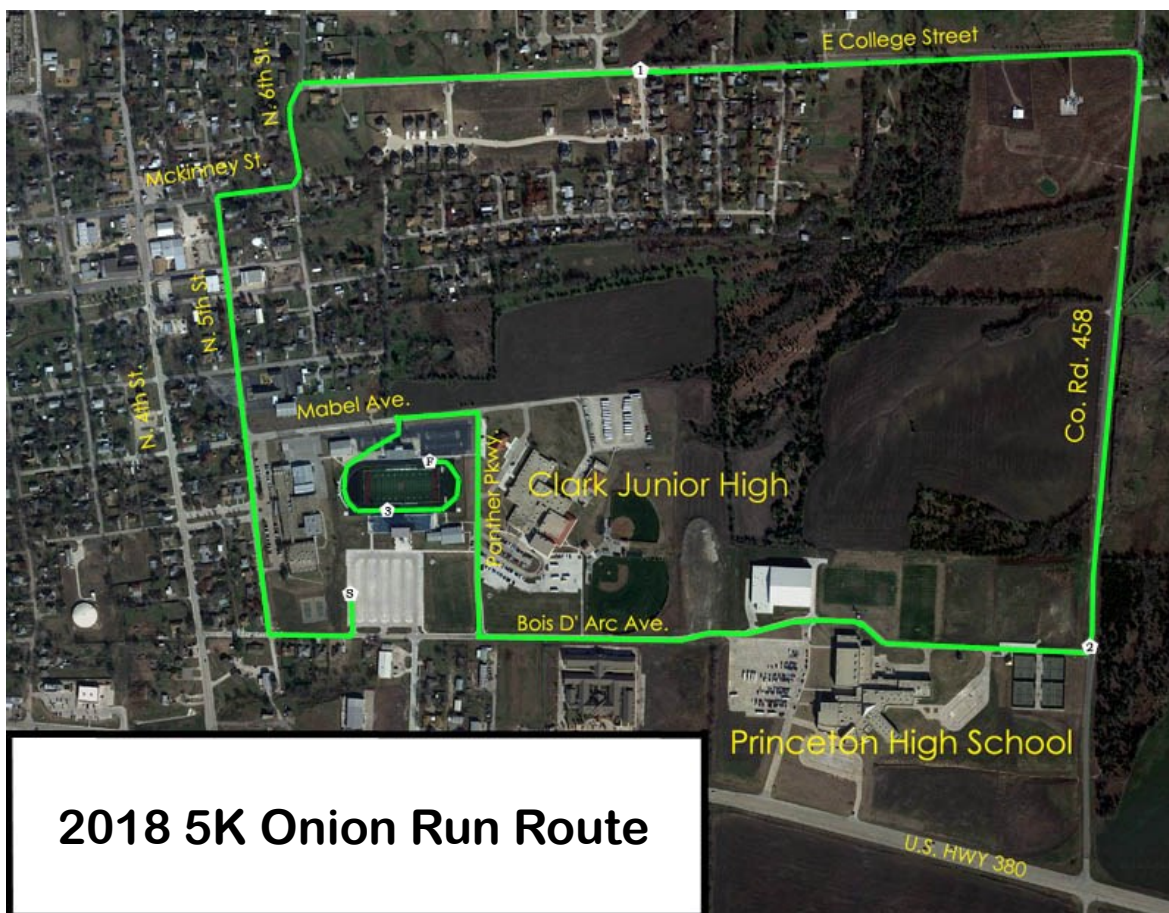 E College Street
1
N. 6th St.
Mckinney St.
N. 5th St.
Co. Rd. 458
N. 4th St.
Mabel Ave.
F
Clark Junior High
Panther Pkwy.
3
S
Bois D' Arc Ave.
2
Princeton High School
2018 5K Onion Run Route
U.S. HWY 380